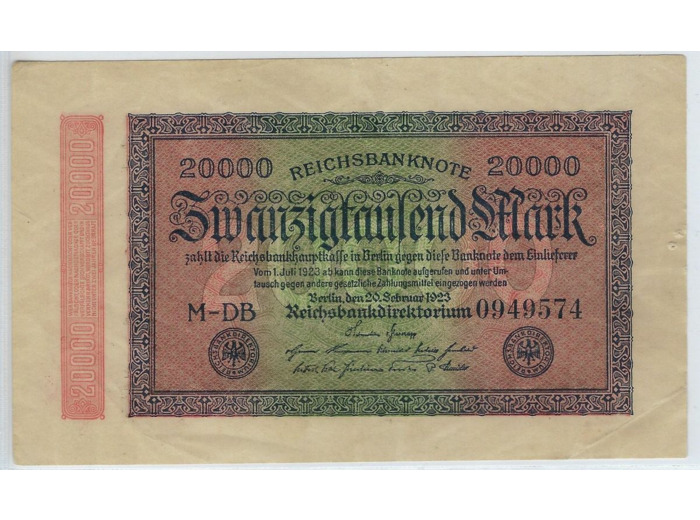 20000 REICHSBANKNOTE 20000
Zwanzigtausend Mark
zahlt die Reichsbankhauptkasse in Berlin gegen diese Banknote dem Einlieferer
Vom 1. Juli 1923 ab kann diese Banknote aufgerufen und unter Um-
tausch gegen andere gesetzliche Zahlungsmittel eingezogen werden
Berlin, den 20. Februar 1923
M-DB Reichsbankdirektorium 0949574
20000 20000